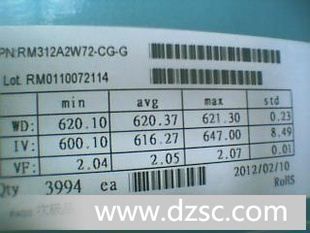 PN:RM312A2W72-CG-G
Lot RM0110072114
min avg max std
WD: 620.10 620.37 621.30 0.23
IV: 600.10 616.27 647.00 8.49
VF: 2.04 2.05 2.07 0.01
Qty 3994 ea 2012/02/10
RoHS
www.dzsc.com